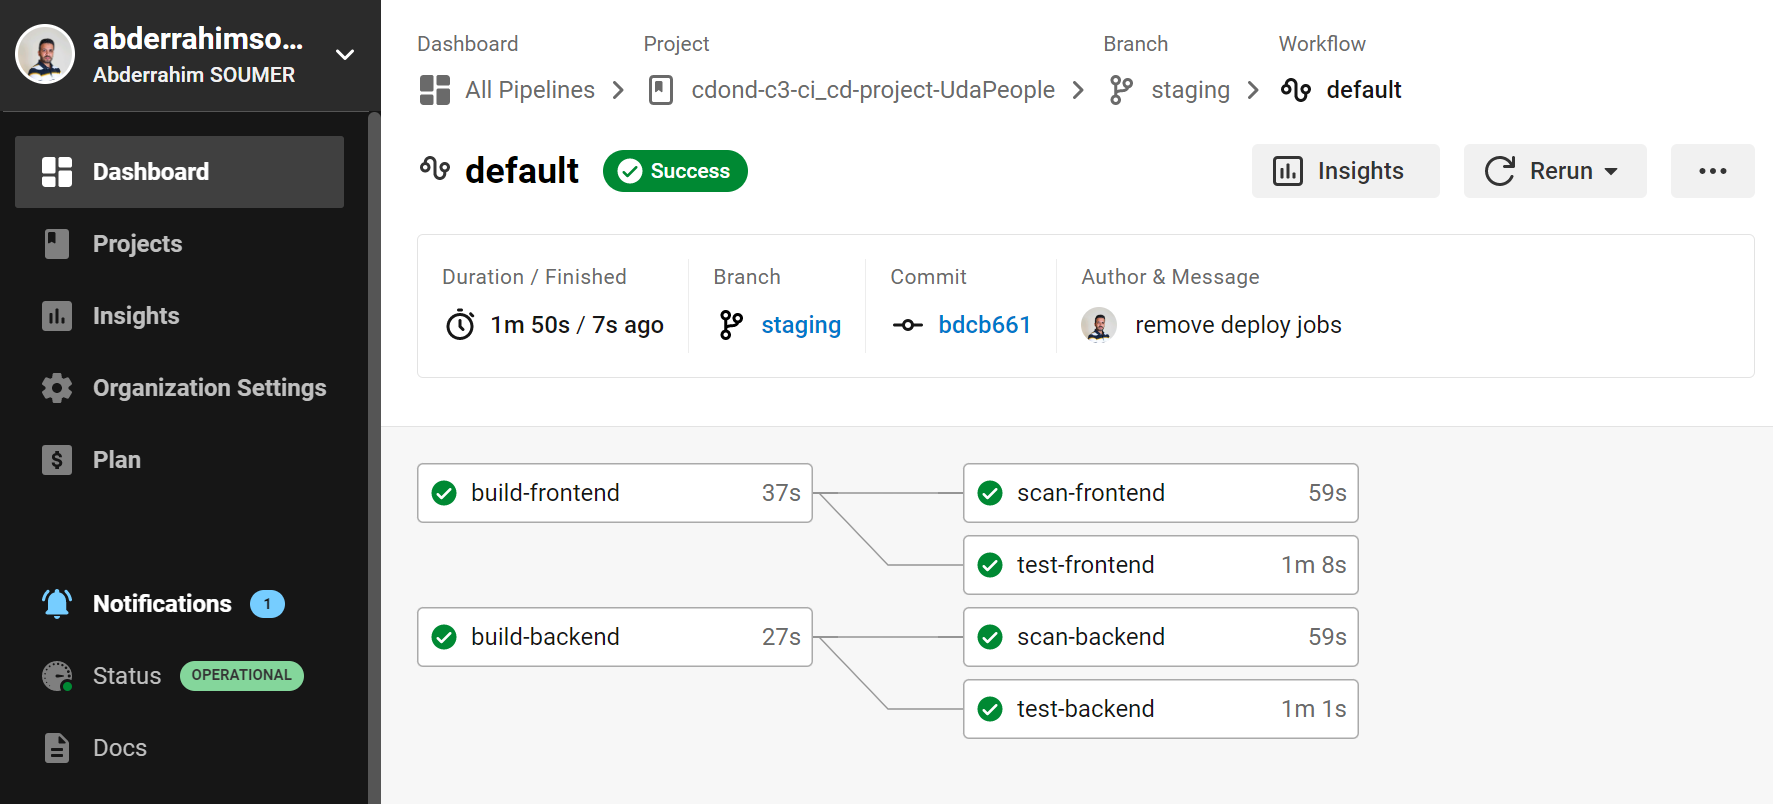 abderrahimso...
Abderrahim SOUMER
Dashboard
Projects
Insights
Organization Settings
Plan
Notifications 1
Status OPERATIONAL
Docs
Dashboard Project Branch Workflow
All Pipelines cdond-c3-ci_cd-project-UdaPeople staging default
default Success Insights Rerun ...
Duration / Finished Branch Commit Author & Message
1m 50s / 7s ago staging bdcb661 remove deploy jobs
build-frontend 37s scan-frontend 59s
test-frontend 1m 8s
build-backend 27s scan-backend 59s
test-backend 1m 1s